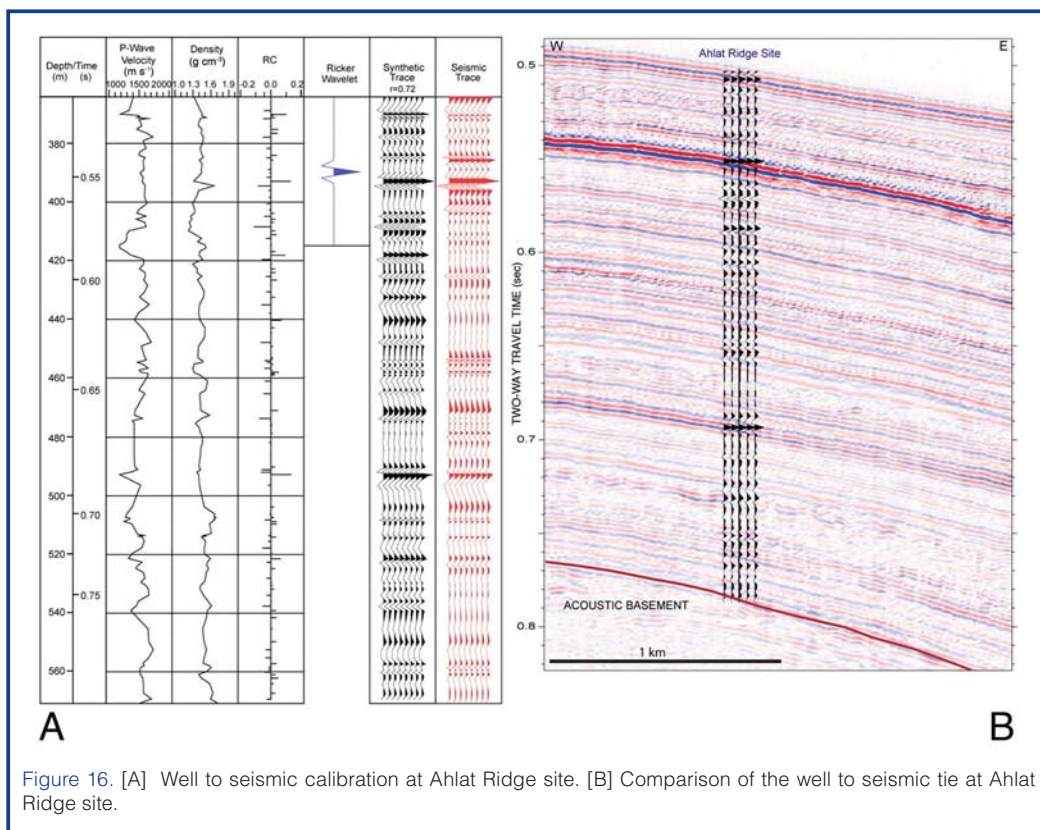 Depth/Time
(m) (s)
P-Wave
Velocity
(m s⁻¹)
1000 1500 2000
Density
(g cm⁻³)
1.0 1.3 1.6 1.9
RC
-0.2 0.0 0.2
Ricker
Wavelet
Synthetic
Trace
r=0.72
Seismic
Trace
380
0.55
400
420
0.60
440
460
0.65
480
500
0.70
520
0.75
540
560
A
W
Ahlat Ridge Site
E
0.5
0.6
0.7
0.8
TWO-WAY TRAVEL TIME (sec)
ACOUSTIC BASEMENT
1 km
B
Figure 16. [A] Well to seismic calibration at Ahlat Ridge site. [B] Comparison of the well to seismic tie at Ahlat
Ridge site.